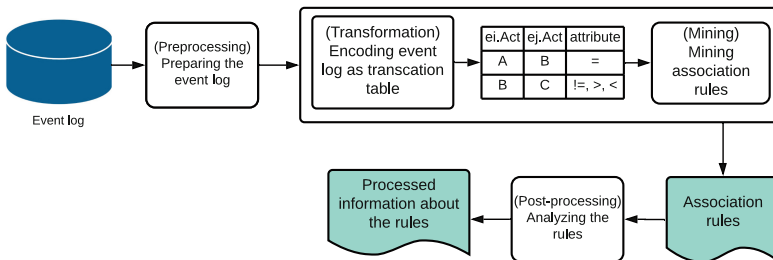 (Preprocessing)
Preparing the
event log
Event log
(Transformation)
Encoding event
log as transcation
table
ei.Act ej.Act attribute
A B =
B C !=, >, <
(Mining)
Mining
association
rules
Processed
information about
the rules
(Post-processing)
Analyzing the
rules
Association
rules